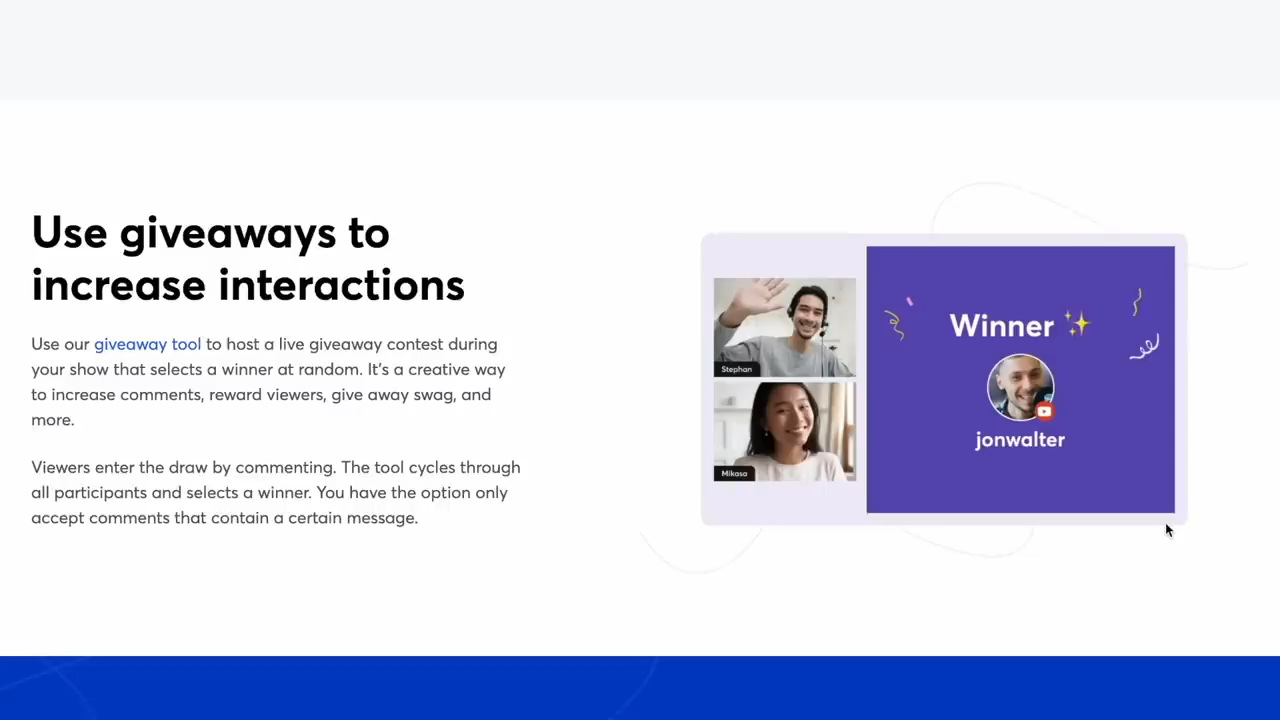 Use giveaways to
increase interactions
Use our giveaway tool to host a live giveaway contest during
your show that selects a winner at random. It's a creative way
to increase comments, reward viewers, give away swag, and
more.
Viewers enter the draw by commenting. The tool cycles through
all participants and selects a winner. You have the option only
accept comments that contain a certain message.
Stephan
Mikasa
Winner
jonwalter